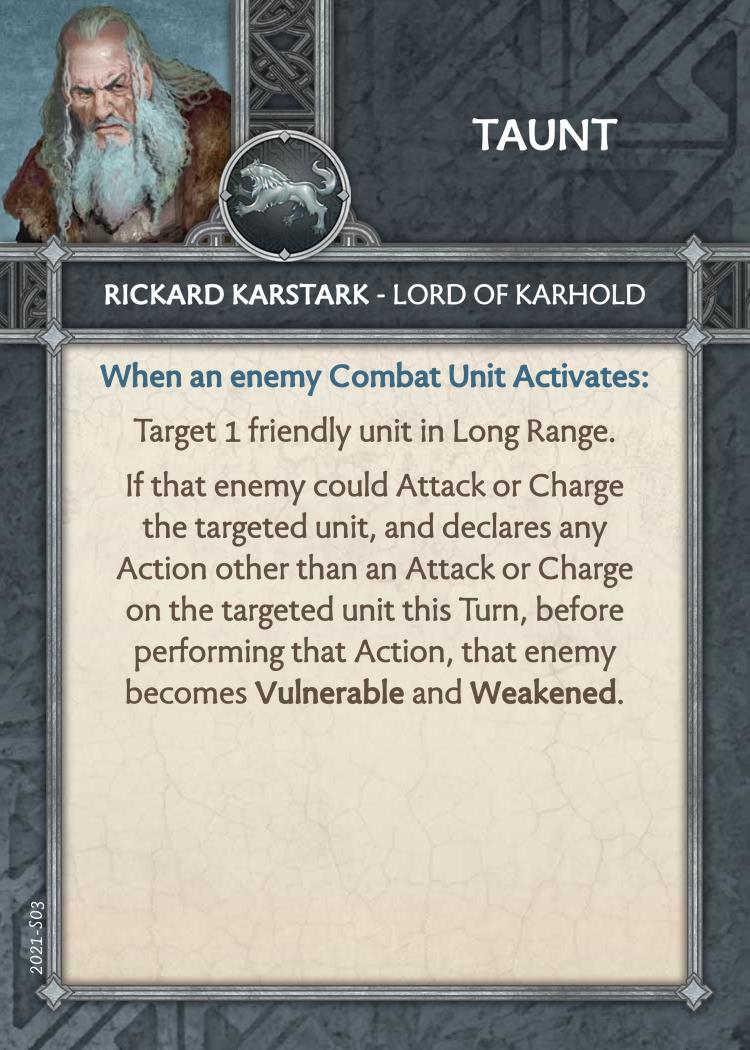 TAUNT
RICKARD KARSTARK - LORD OF KARHOLD
When an enemy Combat Unit Activates:
Target 1 friendly unit in Long Range.
If that enemy could Attack or Charge
the targeted unit, and declares any
Action other than an Attack or Charge
on the targeted unit this Turn, before
performing that Action, that enemy
becomes Vulnerable and Weakened.
2021-S03